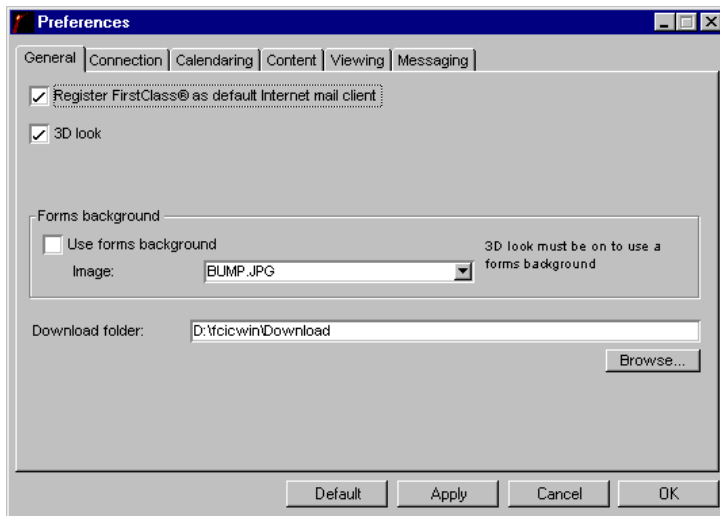 Preferences
General Connection Calendaring Content Viewing Messaging
Register FirstClass® as default Internet mail client
3D look
Forms background
Use forms background
3D look must be on to use a
forms background
Image: BUMP.JPG
Download folder: D:\fcicwin\Download
Browse...
Default Apply Cancel OK